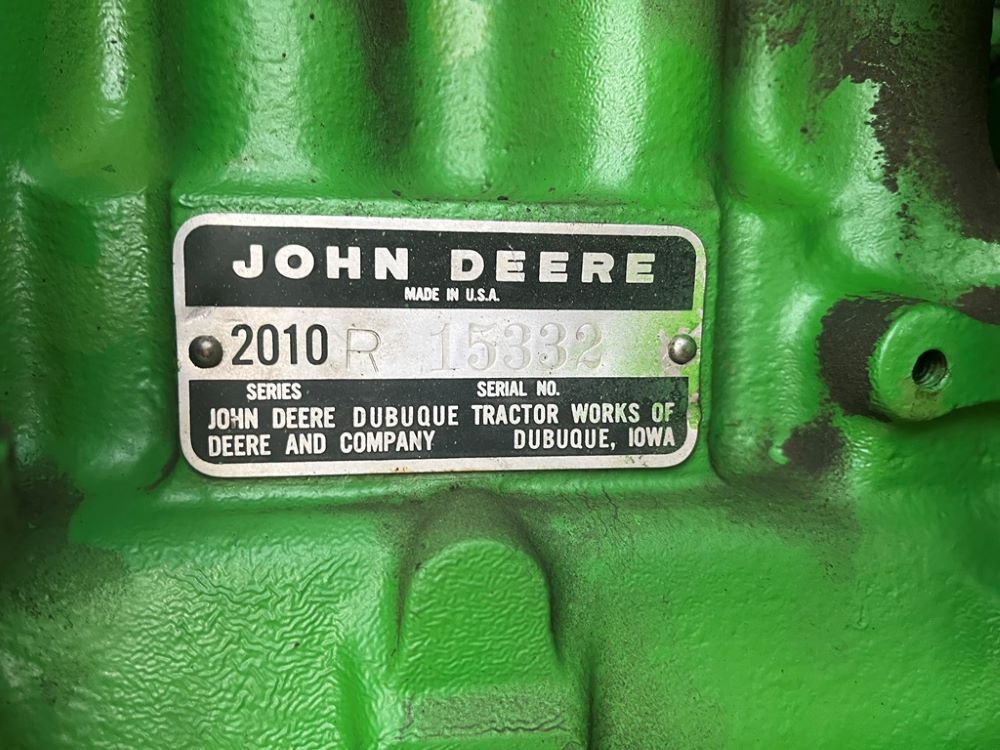 JOHN DEERE
MADE IN U.S.A.
2010 R 15332
SERIES SERIAL NO.
JOHN DEERE DUBUQUE TRACTOR WORKS OF
DEERE AND COMPANY DUBUQUE, IOWA